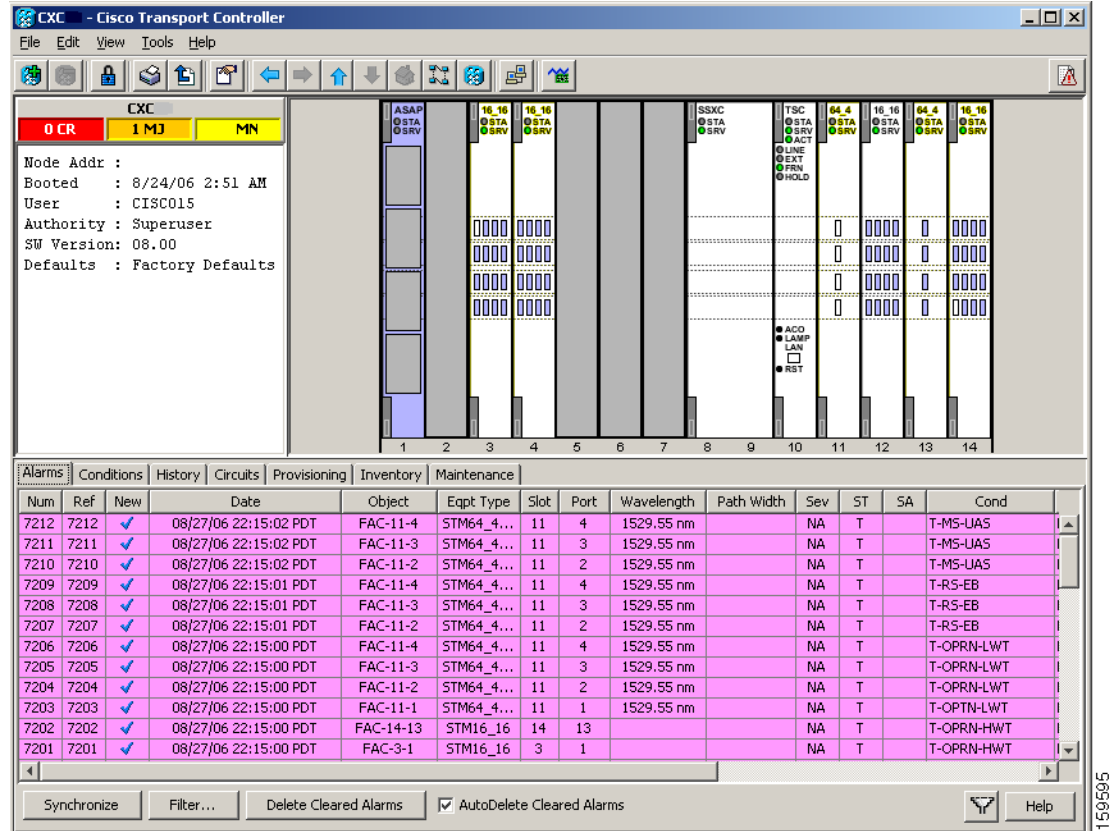 CXC - Cisco Transport Controller
File Edit View Tools Help
CXC
0 CR 1 MJ MN
Node Addr :
Booted : 8/24/06 2:51 AM
User : CISCO15
Authority : Superuser
SW Version: 08.00
Defaults : Factory Defaults
ASAP 16_16 16_16 SSXC TSC 64_4 16_16 64_4 16_16
STA STA STA STA STA STA STA STA STA
SRV SRV SRV SRV SRV SRV SRV SRV SRV
ACT
LINE
EXT
FRN
HOLD
ACO
LAMP
LAN
RST
1 2 3 4 5 6 7 8 9 10 11 12 13 14
Alarms Conditions History Circuits Provisioning Inventory Maintenance
Num Ref New Date Object Eqpt Type Slot Port Wavelength Path Width Sev ST SA Cond
7212 7212 08/27/06 22:15:02 PDT FAC-11-4 STM64_4... 11 4 1529.55 nm NA T T-MS-UAS
7211 7211 08/27/06 22:15:02 PDT FAC-11-3 STM64_4... 11 3 1529.55 nm NA T T-MS-UAS
7210 7210 08/27/06 22:15:02 PDT FAC-11-2 STM64_4... 11 2 1529.55 nm NA T T-MS-UAS
7209 7209 08/27/06 22:15:01 PDT FAC-11-4 STM64_4... 11 4 1529.55 nm NA T T-RS-EB
7208 7208 08/27/06 22:15:01 PDT FAC-11-3 STM64_4... 11 3 1529.55 nm NA T T-RS-EB
7207 7207 08/27/06 22:15:01 PDT FAC-11-2 STM64_4... 11 2 1529.55 nm NA T T-RS-EB
7206 7206 08/27/06 22:15:00 PDT FAC-11-4 STM64_4... 11 4 1529.55 nm NA T T-OPRN-LWT
7205 7205 08/27/06 22:15:00 PDT FAC-11-3 STM64_4... 11 3 1529.55 nm NA T T-OPRN-LWT
7204 7204 08/27/06 22:15:00 PDT FAC-11-2 STM64_4... 11 2 1529.55 nm NA T T-OPRN-LWT
7203 7203 08/27/06 22:15:00 PDT FAC-11-1 STM64_4... 11 1 1529.55 nm NA T T-OPTN-LWT
7202 7202 08/27/06 22:15:00 PDT FAC-14-13 STM16_16 14 13 NA T T-OPRN-HWT
7201 7201 08/27/06 22:15:00 PDT FAC-3-1 STM16_16 3 1 NA T T-OPRN-HWT
Synchronize Filter... Delete Cleared Alarms AutoDelete Cleared Alarms Help
159595